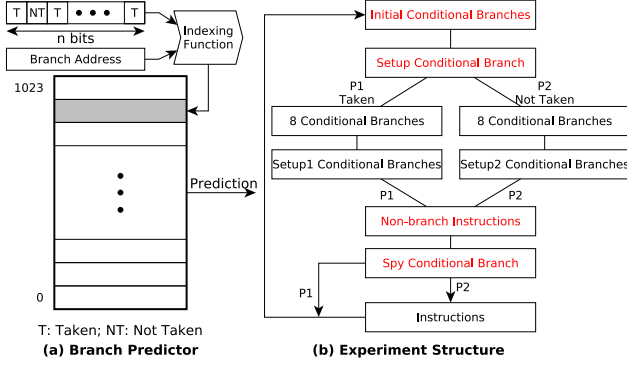 T NT T T
n bits
Branch Address
Indexing
Function
1023
Prediction
0
T: Taken; NT: Not Taken
(a) Branch Predictor
Initial Conditional Branches
Setup Conditional Branch
P1
Taken
P2
Not Taken
8 Conditional Branches
8 Conditional Branches
Setup1 Conditional Branches
Setup2 Conditional Branches
P1
P2
Non-branch Instructions
Spy Conditional Branch
P1
P2
Instructions
(b) Experiment Structure